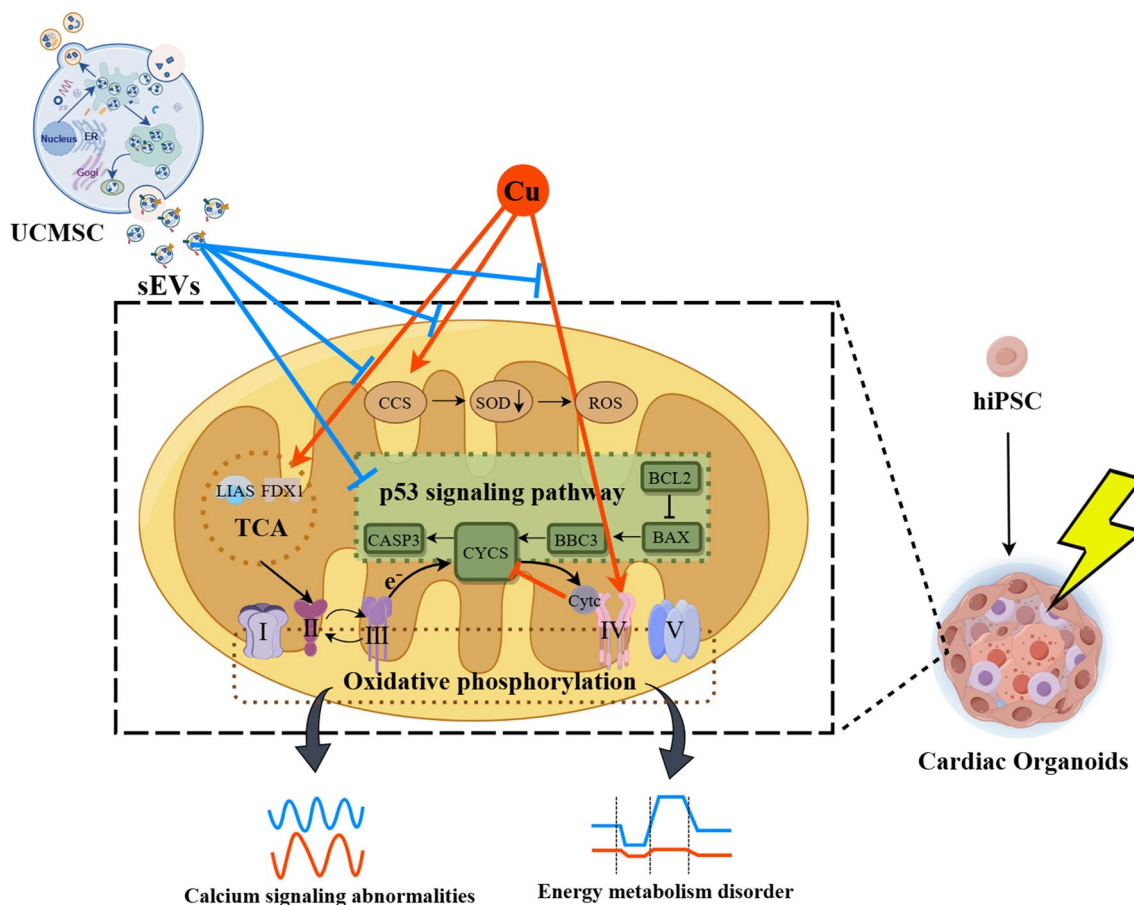 Nucleus
ER
Gogi
UCMSC
sEVs
Cu
CCS
SOD↓
ROS
hiPSC
LIAS
FDX1
TCA
p53 signaling pathway
BCL2
CASP3
CYCS
BBC3
BAX
e⁻
Cytc
I
II
III
IV
V
Oxidative phosphorylation
Cardiac Organoids
Calcium signaling abnormalities
Energy metabolism disorder